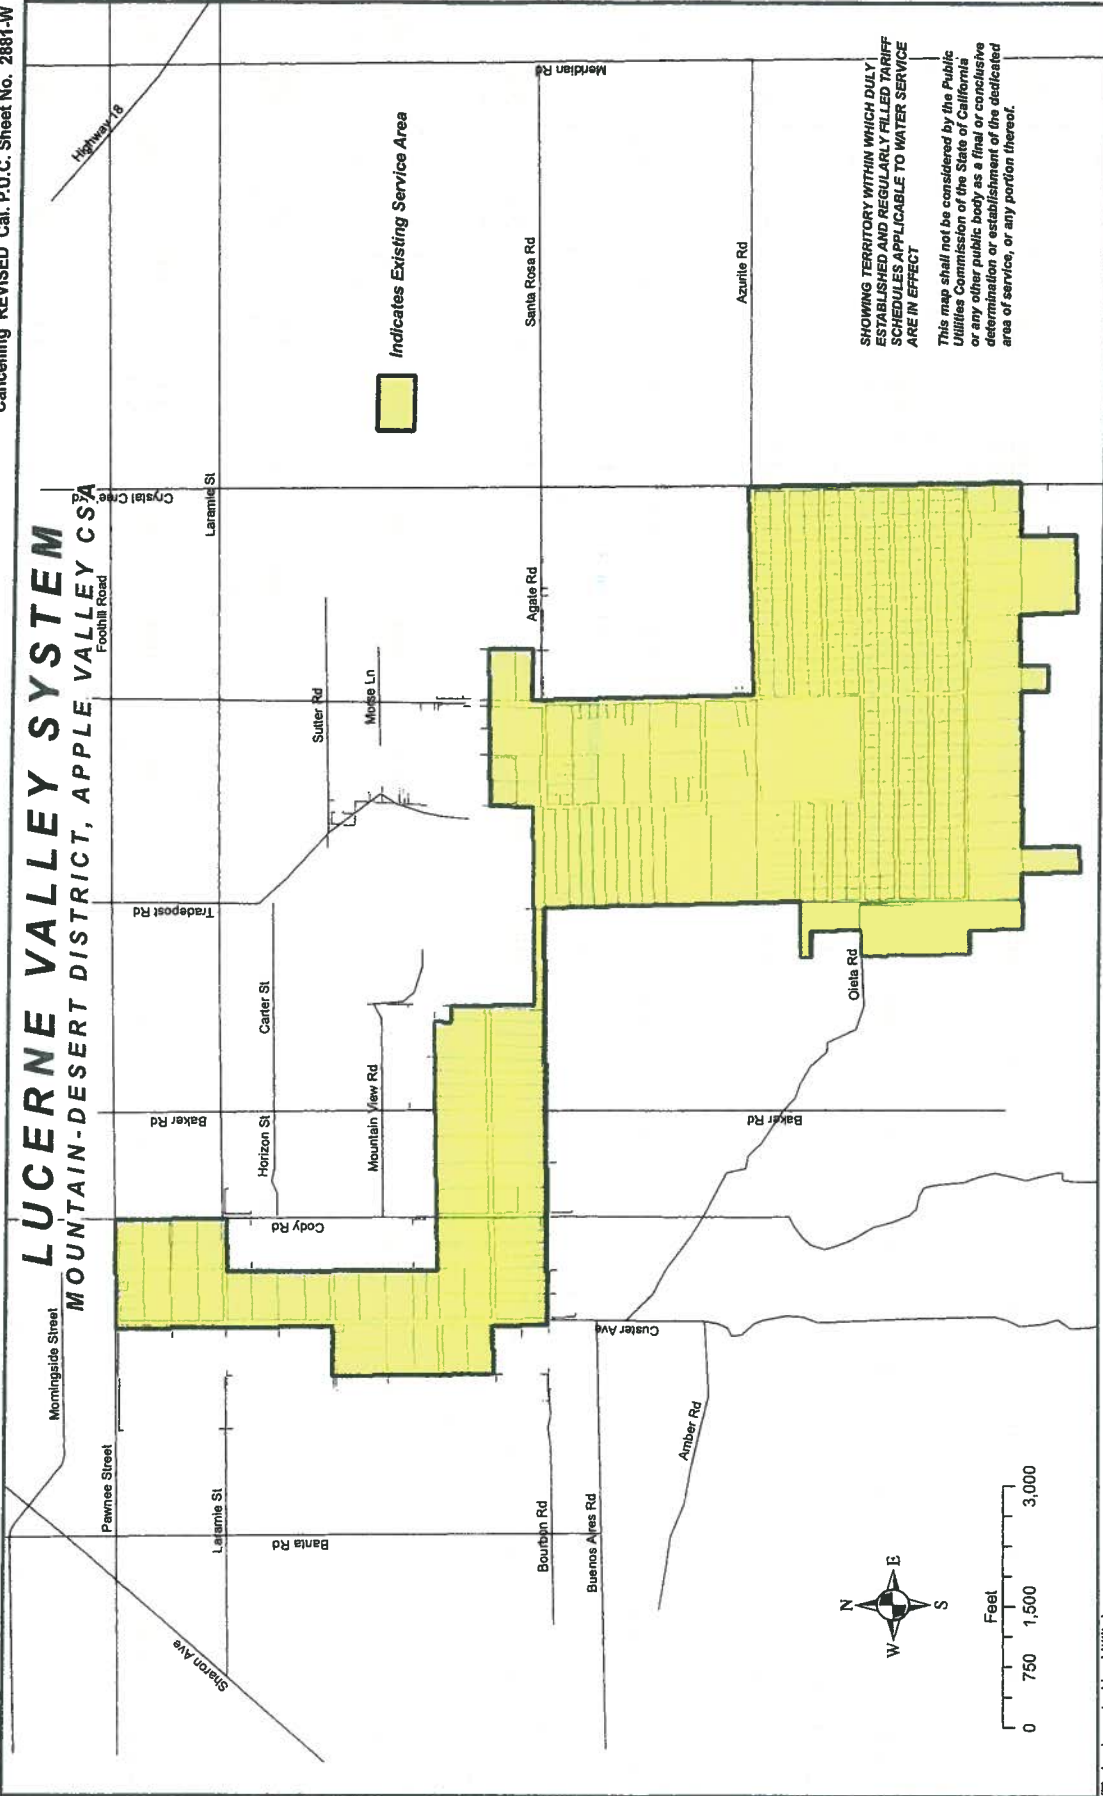 Cancelling REVISED Cal. P.U.C. Sheet No. 2881-W
LUCERNE VALLEY SYSTEM
MOUNTAIN-DESERT DISTRICT, APPLE VALLEY CSA
Highway 18
Morningside Street
Foothill Road
Crystal Cree
Rd
Pawnee Street
Laramie St
Laramie St
Sharon Ave
Banta Rd
Baker Rd
Tradepost Rd
Horizon St
Carter St
Cody Rd
Sutter Rd
Mountain View Rd
Morse Ln
Indicates Existing Service Area
Bourbon Rd
Agate Rd
Santa Rosa Rd
Meridian Rd
Buenos Aires Rd
Custer Ave
Amber Rd
Baker Rd
Azurite Rd
Oleta Rd
SHOWING TERRITORY WITHIN WHICH DULY
ESTABLISHED AND REGULARLY FILLED TARIFF
SCHEDULES APPLICABLE TO WATER SERVICE
ARE IN EFFECT
This map shall not be considered by the Public
Utilities Commission of the State of California
or any other public body as a final or conclusive
determination or establishment of the dedicated
area of service, or any portion thereof.
N
W
E
S
Feet
0 750 1,500 3,000